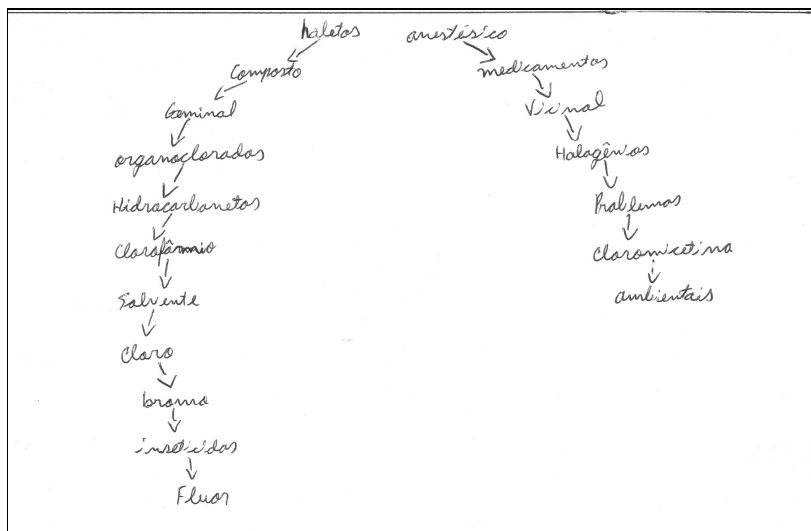 haletos anestésico
Composto medicamentos
Geminal Vicinal
organoclorados Halogênios
Hidrocarbonetos Problemas
Clorofórmio Cloromicetina
Solvente ambientais
Cloro
bromo
inseticidas
Fluor